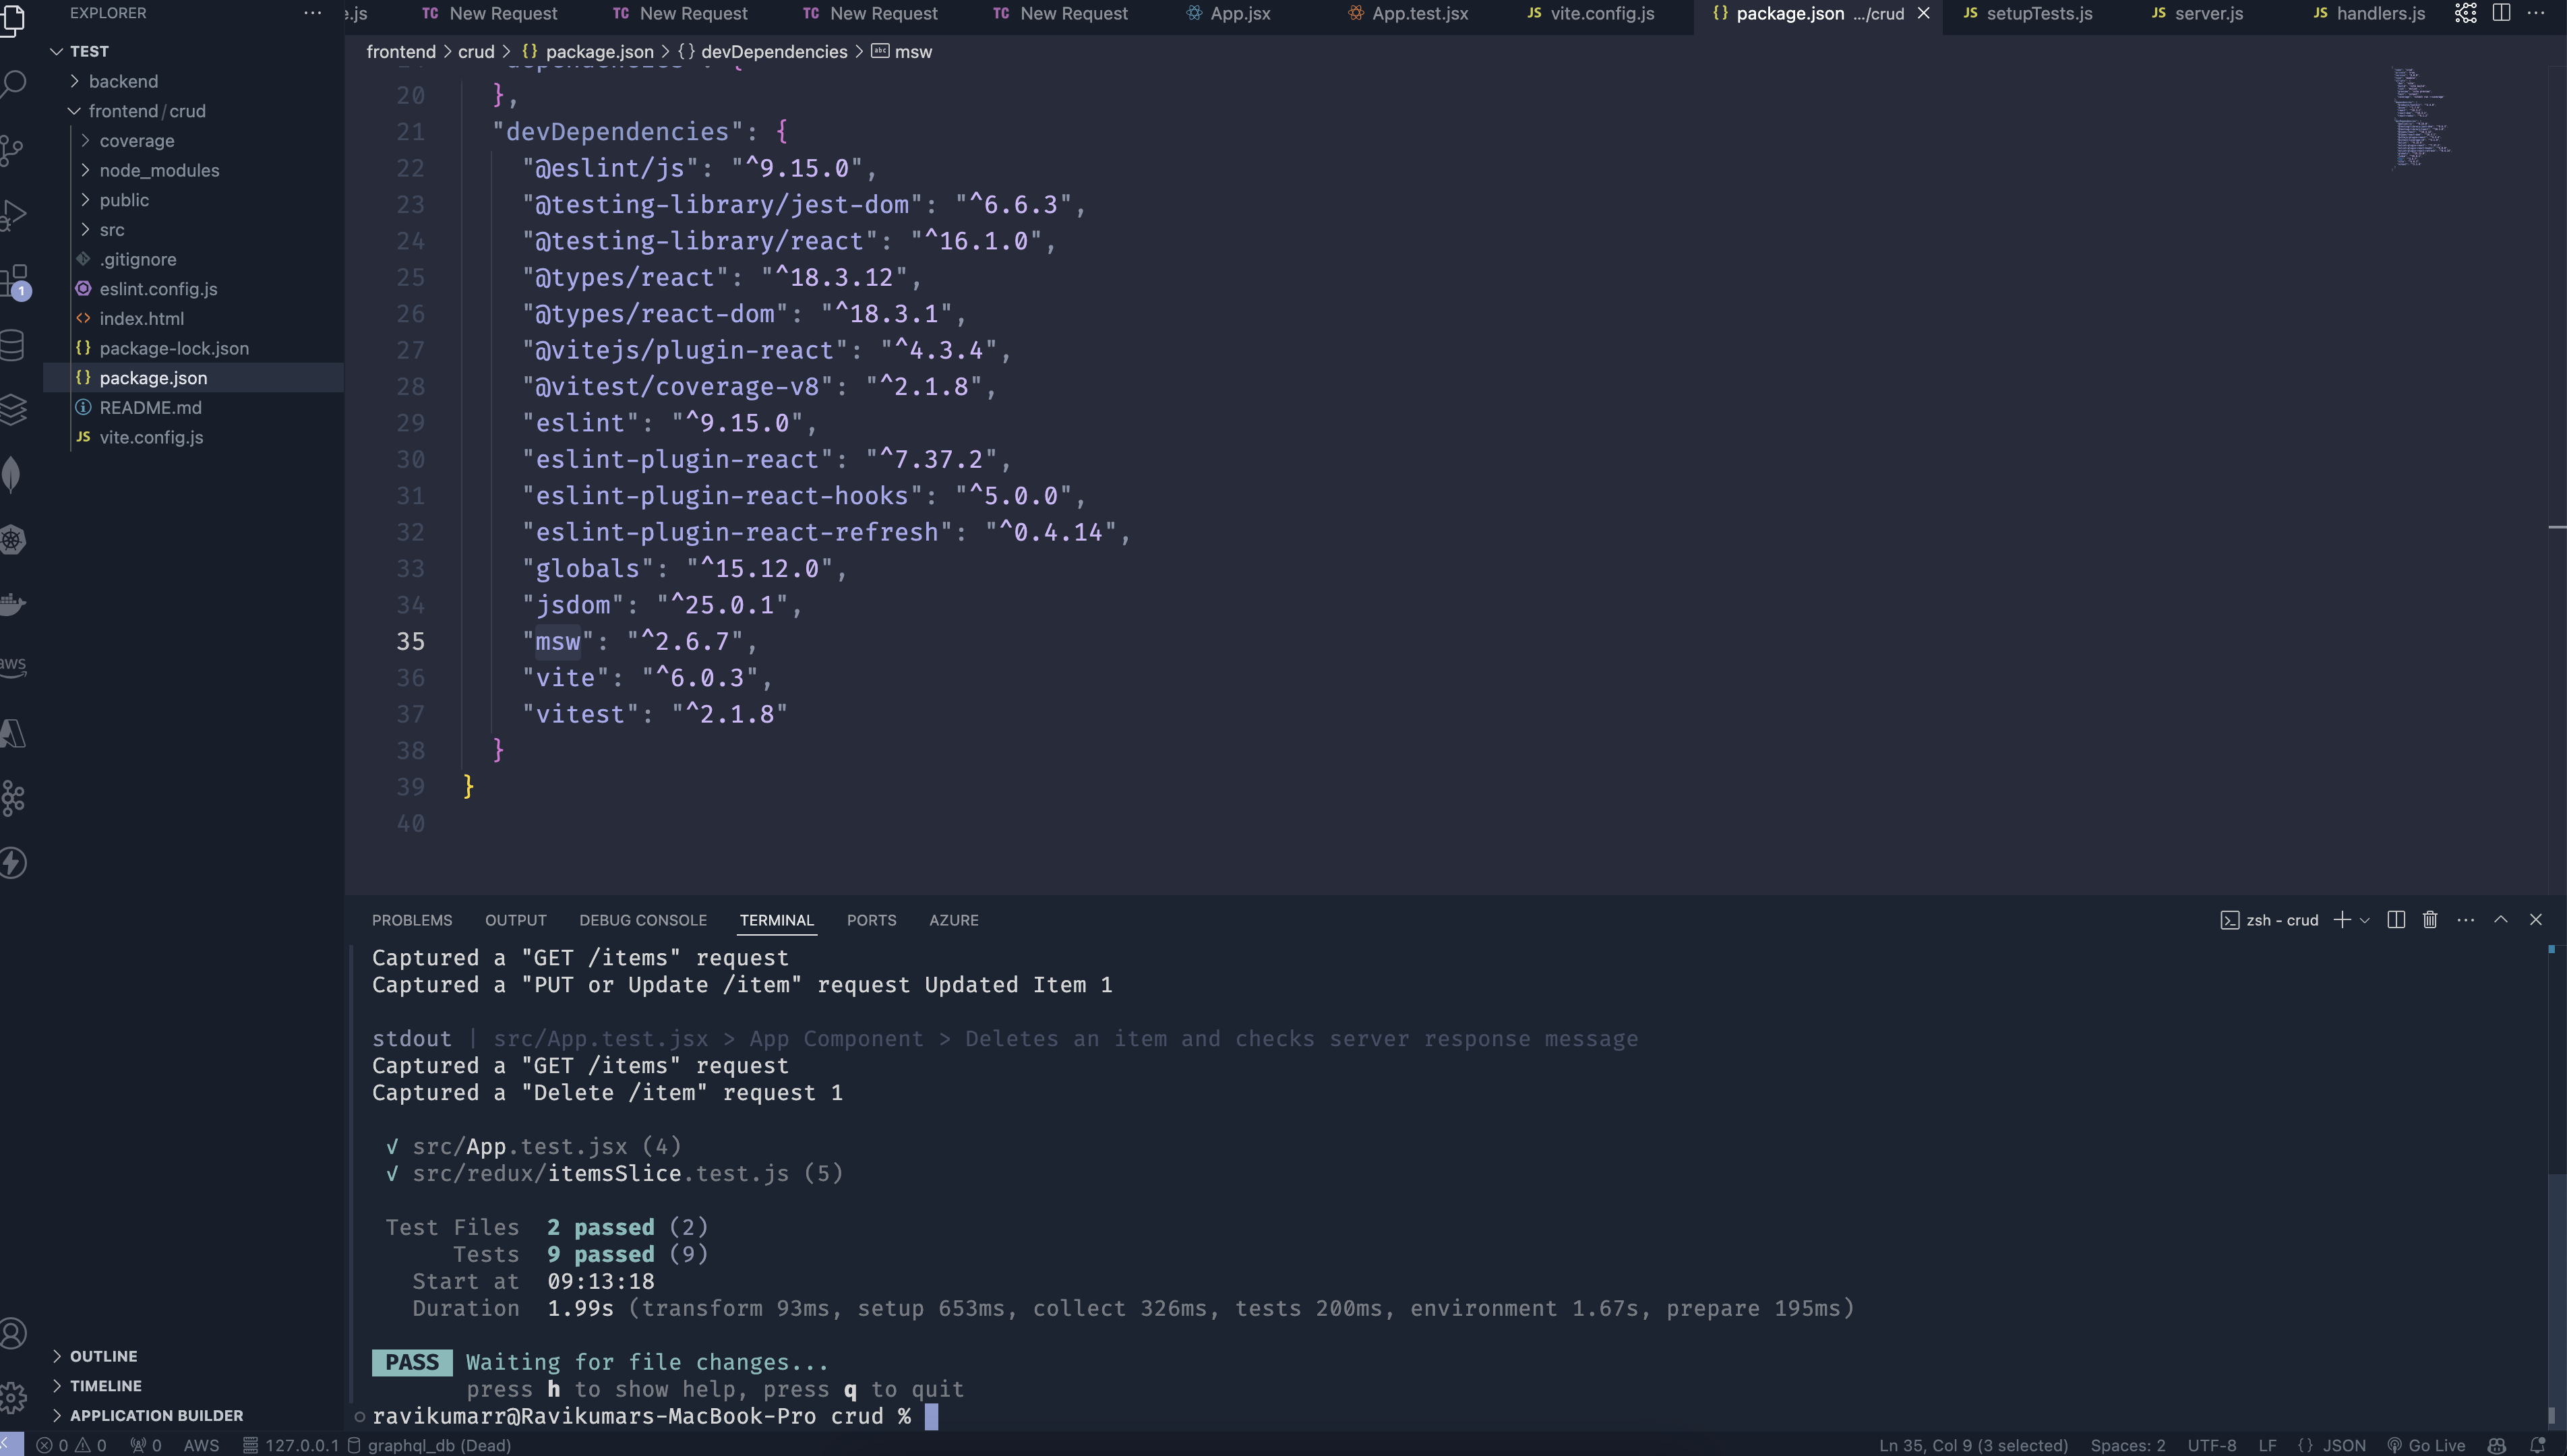 EXPLORER
e.js
TC New Request
TC New Request
TC New Request
TC New Request
App.jsx
App.test.jsx
JS vite.config.js
{} package.json .../crud
JS setupTests.js
JS server.js
JS handlers.js
TEST
backend
frontend/crud
coverage
node_modules
public
src
.gitignore
eslint.config.js
index.html
{} package-lock.json
{} package.json
README.md
JS vite.config.js
1
aws
OUTLINE
TIMELINE
APPLICATION BUILDER
frontend > crud > {} package.json > {} devDependencies > abc msw
20 },
21 "devDependencies": {
22 "@eslint/js": "^9.15.0",
23 "@testing-library/jest-dom": "^6.6.3",
24 "@testing-library/react": "^16.1.0",
25 "@types/react": "^18.3.12",
26 "@types/react-dom": "^18.3.1",
27 "@vitejs/plugin-react": "^4.3.4",
28 "@vitest/coverage-v8": "^2.1.8",
29 "eslint": "^9.15.0",
30 "eslint-plugin-react": "^7.37.2",
31 "eslint-plugin-react-hooks": "^5.0.0",
32 "eslint-plugin-react-refresh": "^0.4.14",
33 "globals": "^15.12.0",
34 "jsdom": "^25.0.1",
35 "msw": "^2.6.7",
36 "vite": "^6.0.3",
37 "vitest": "^2.1.8"
38 }
39 }
40
PROBLEMS OUTPUT DEBUG CONSOLE TERMINAL PORTS AZURE
zsh - crud
Captured a "GET /items" request
Captured a "PUT or Update /item" request Updated Item 1
stdout | src/App.test.jsx > App Component > Deletes an item and checks server response message
Captured a "GET /items" request
Captured a "Delete /item" request 1
√ src/App.test.jsx (4)
√ src/redux/itemsSlice.test.js (5)
Test Files 2 passed (2)
Tests 9 passed (9)
Start at 09:13:18
Duration 1.99s (transform 93ms, setup 653ms, collect 326ms, tests 200ms, environment 1.67s, prepare 195ms)
PASS Waiting for file changes...
press h to show help, press q to quit
ravikumarr@Ravikumars-MacBook-Pro crud %
0 0 0 AWS 127.0.0.1 graphql_db (Dead)
Ln 35, Col 9 (3 selected) Spaces: 2 UTF-8 LF {} JSON Go Live